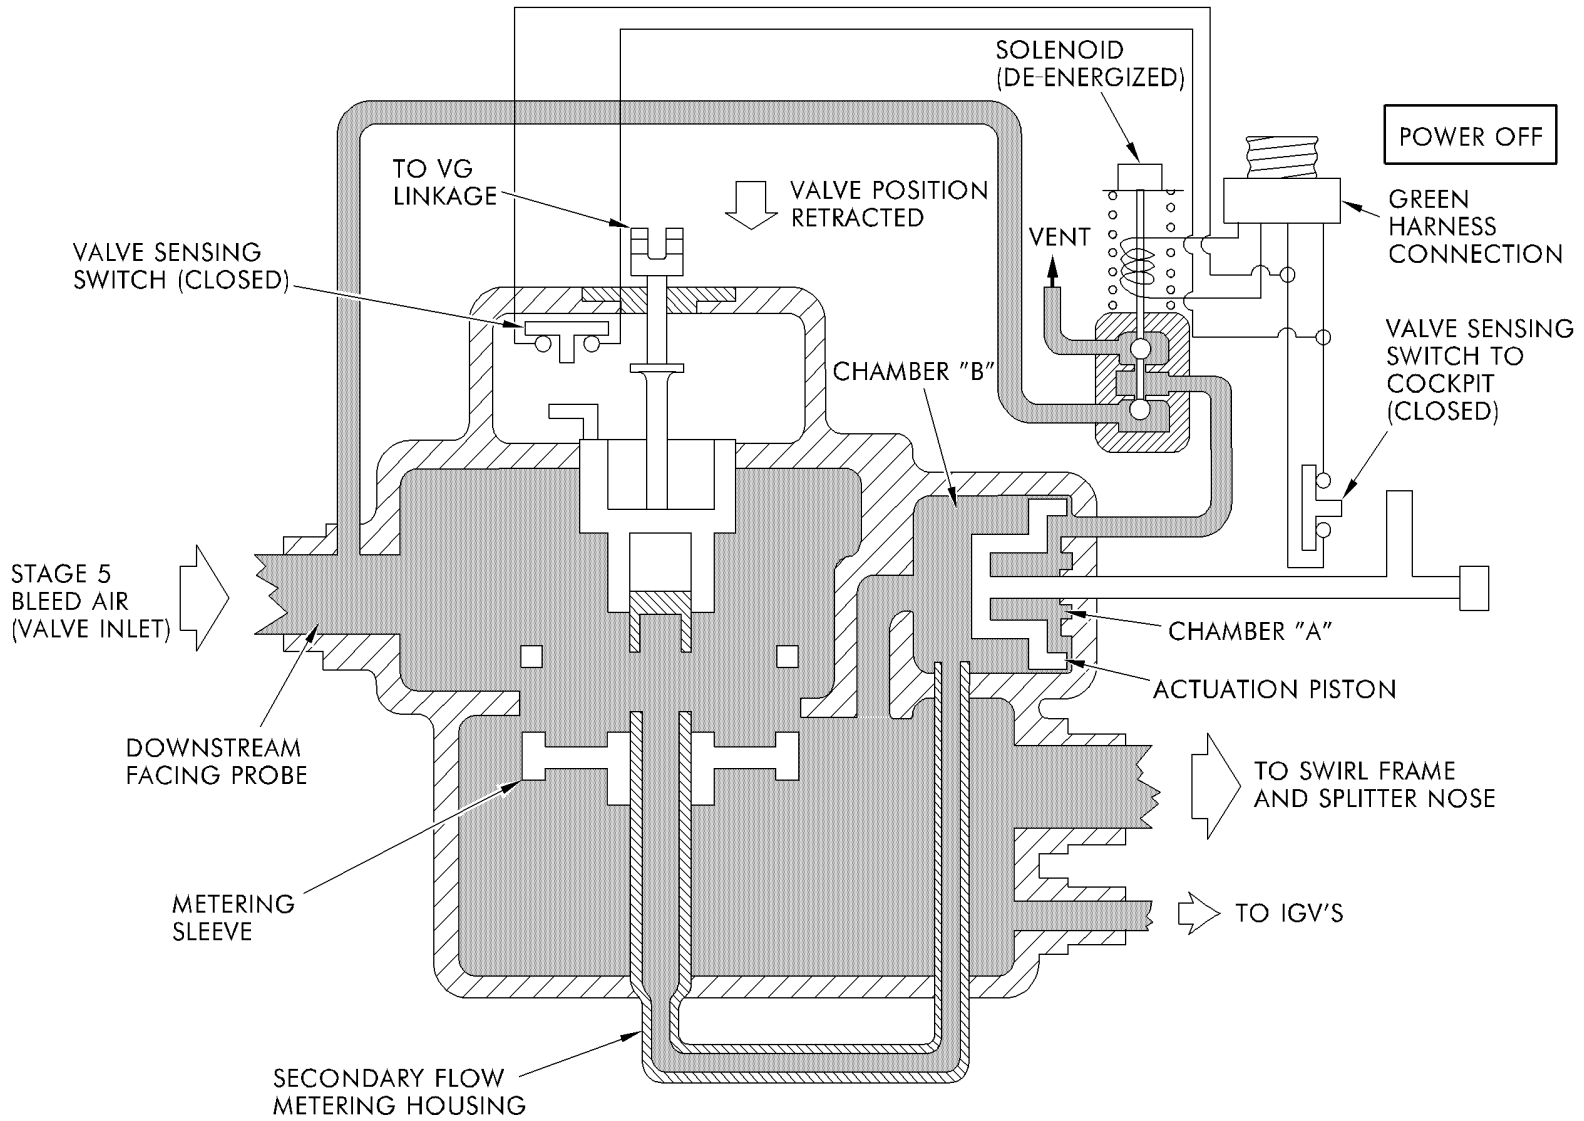 SOLENOID
(DE-ENERGIZED)
POWER OFF
TO VG
LINKAGE
VALVE POSITION
RETRACTED
GREEN
HARNESS
CONNECTION
VENT
VALVE SENSING
SWITCH (CLOSED)
VALVE SENSING
SWITCH TO
COCKPIT
(CLOSED)
CHAMBER "B"
STAGE 5
BLEED AIR
(VALVE INLET)
CHAMBER "A"
ACTUATION PISTON
DOWNSTREAM
FACING PROBE
TO SWIRL FRAME
AND SPLITTER NOSE
METERING
SLEEVE
TO IGV'S
SECONDARY FLOW
METERING HOUSING